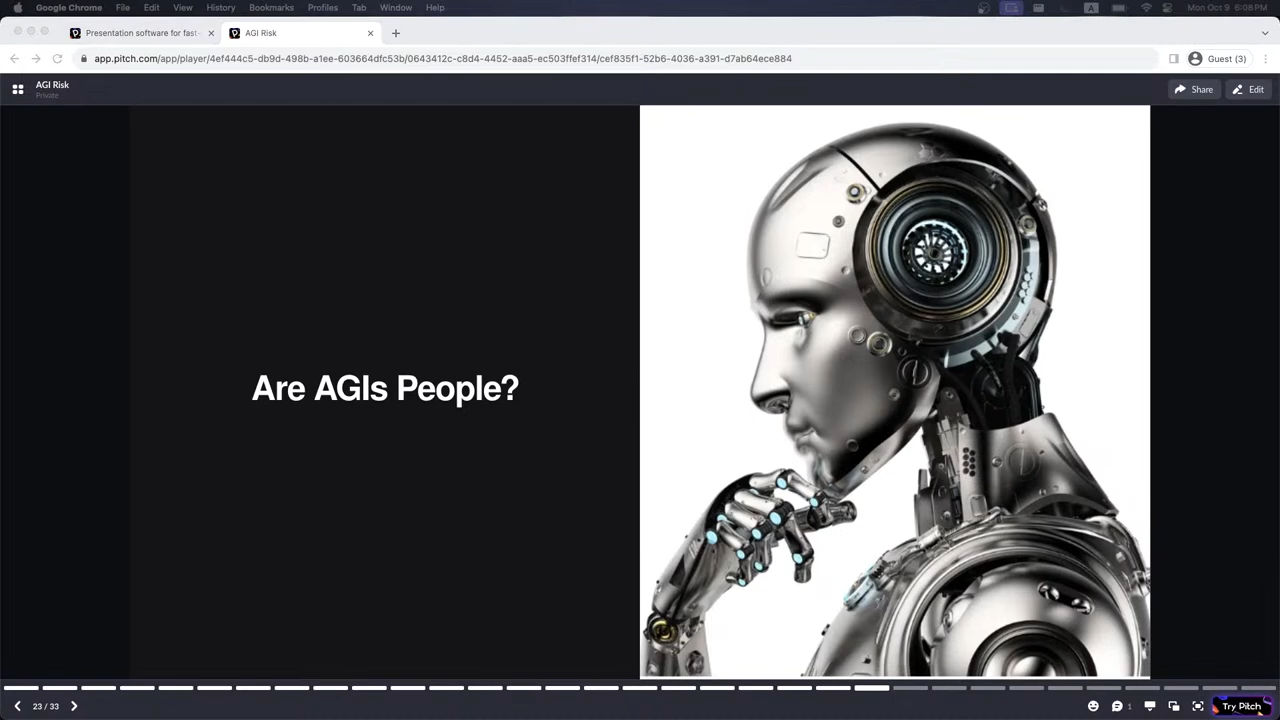 Google Chrome File Edit View History Bookmarks Profiles Tab Window Help A Mon Oct 9 6:08 PM
Presentation software for fast- AGI Risk
app.pitch.com/app/player/4ef444c5-db9d-498b-a1ee-603664dfc53b/0643412c-c8d4-4452-aaa5-ec503ffef314/cef835f1-52b6-4036-a391-d7ab64ece884 Guest (3)
AGI Risk
Private
Share Edit
Are AGIs People?
23 / 33 1 Try Pitch